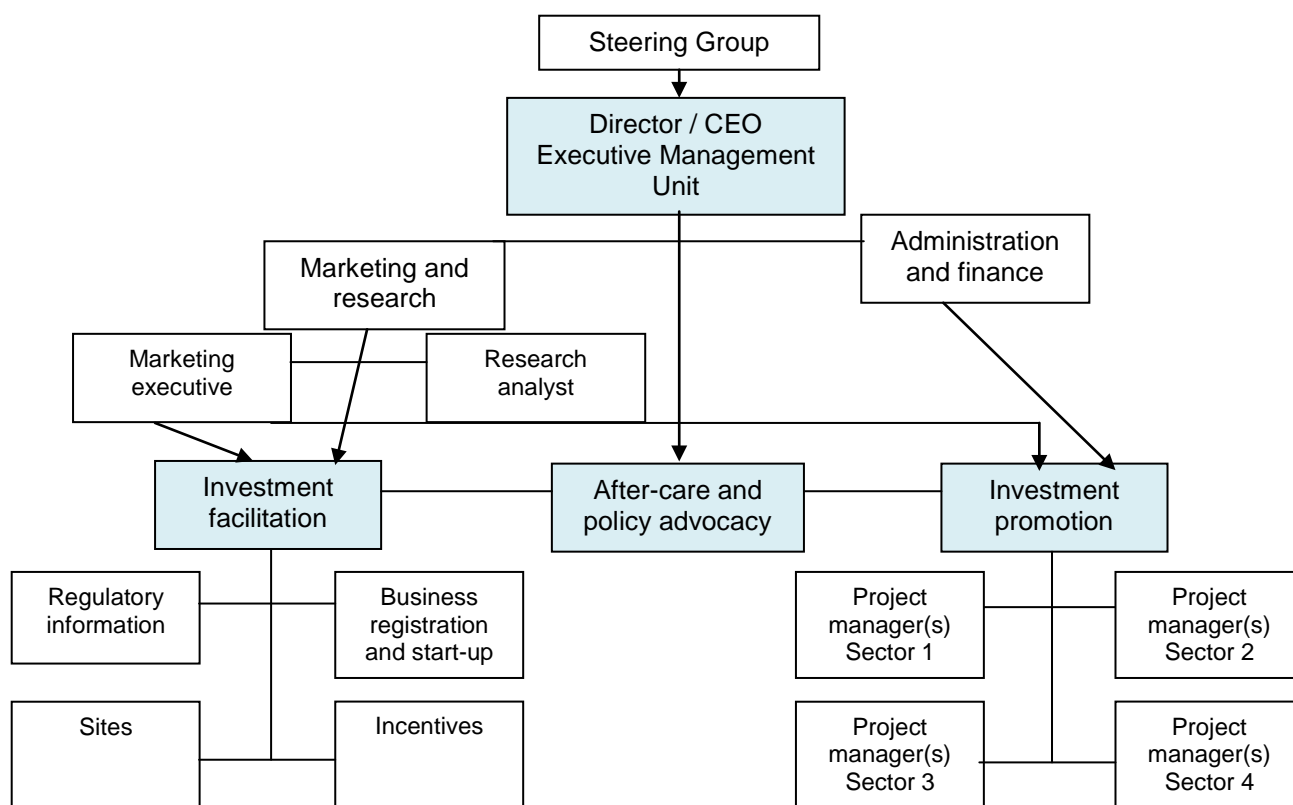 Steering Group
Director / CEO
Executive Management
Unit
Administration
and finance
Marketing and
research
Marketing
executive
Research
analyst
Investment
facilitation
After-care and
policy advocacy
Investment
promotion
Regulatory
information
Business
registration
and start-up
Project
manager(s)
Sector 1
Project
manager(s)
Sector 2
Sites
Incentives
Project
manager(s)
Sector 3
Project
manager(s)
Sector 4